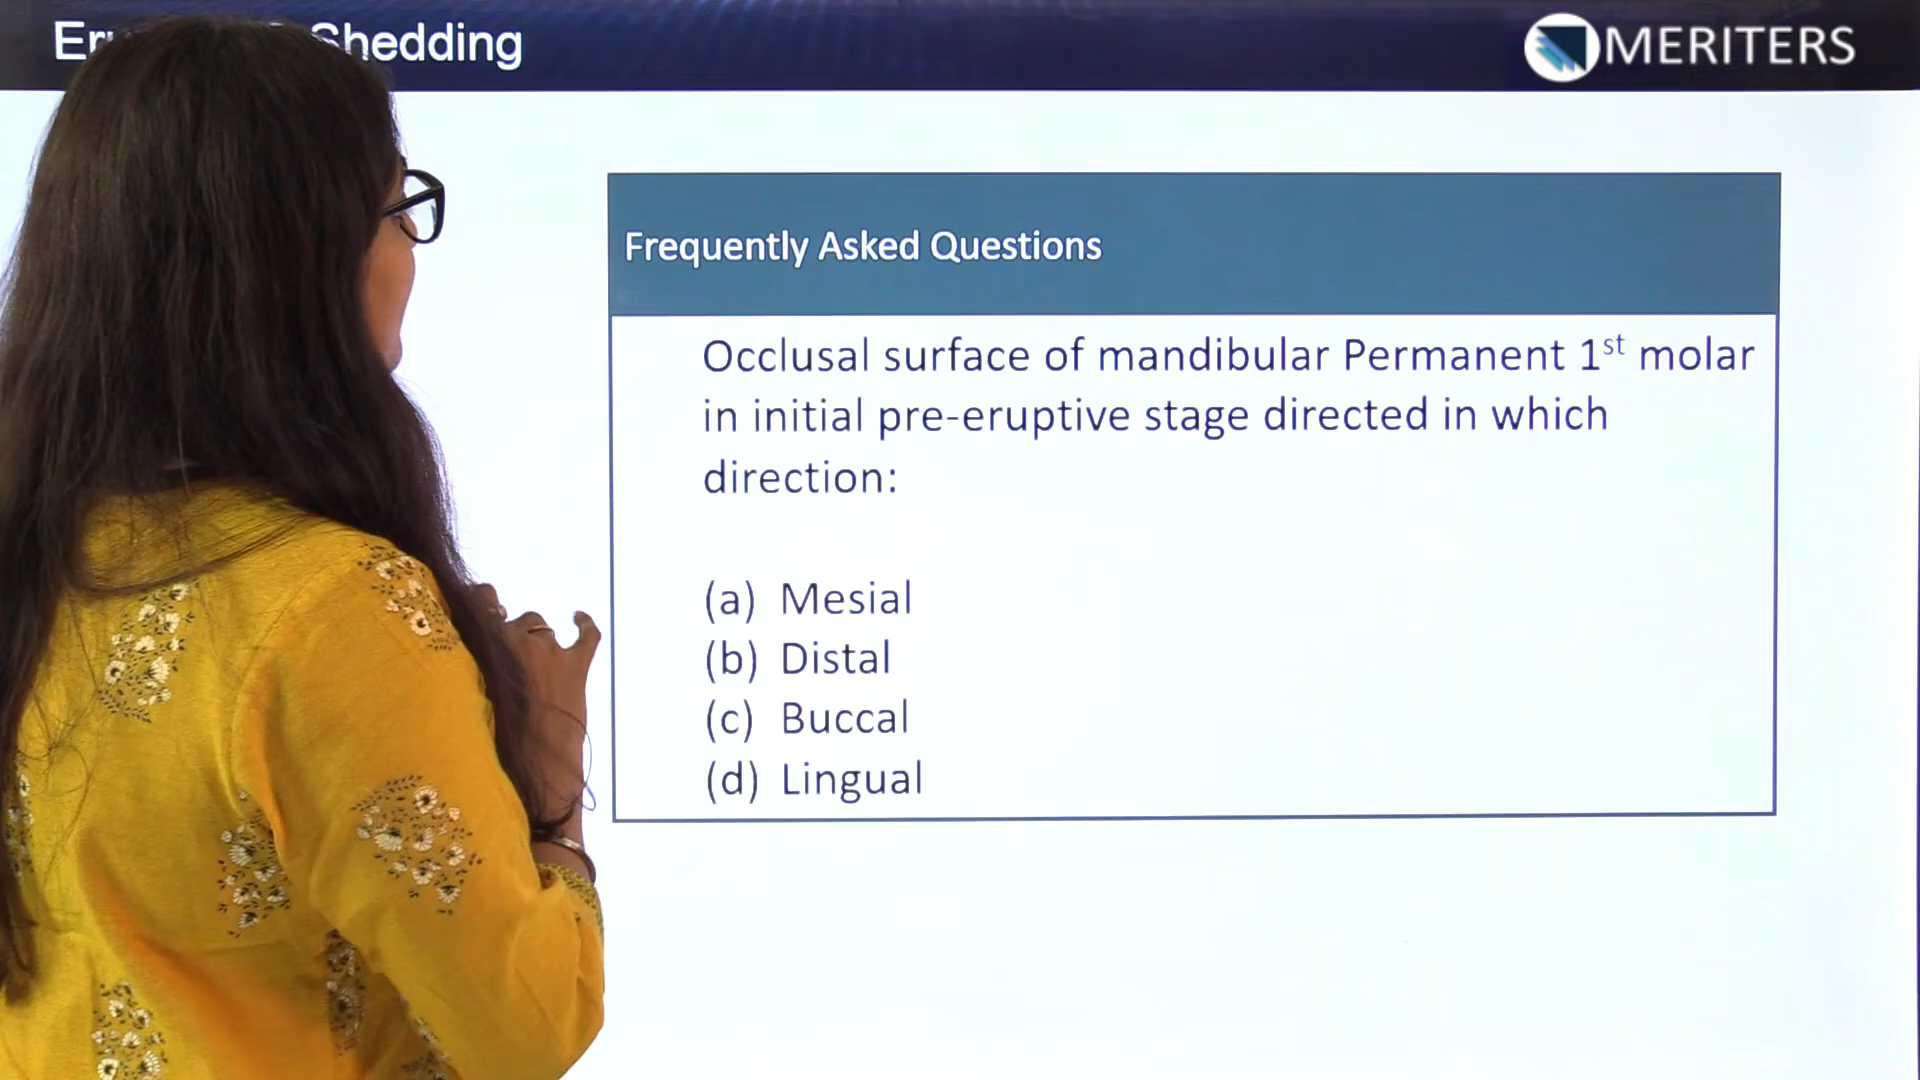 Shedding
MERITERS
Frequently Asked Questions
Occlusal surface of mandibular Permanent 1st molar
in initial pre-eruptive stage directed in which
direction:
(a) Mesial
(b) Distal
(c) Buccal
(d) Lingual